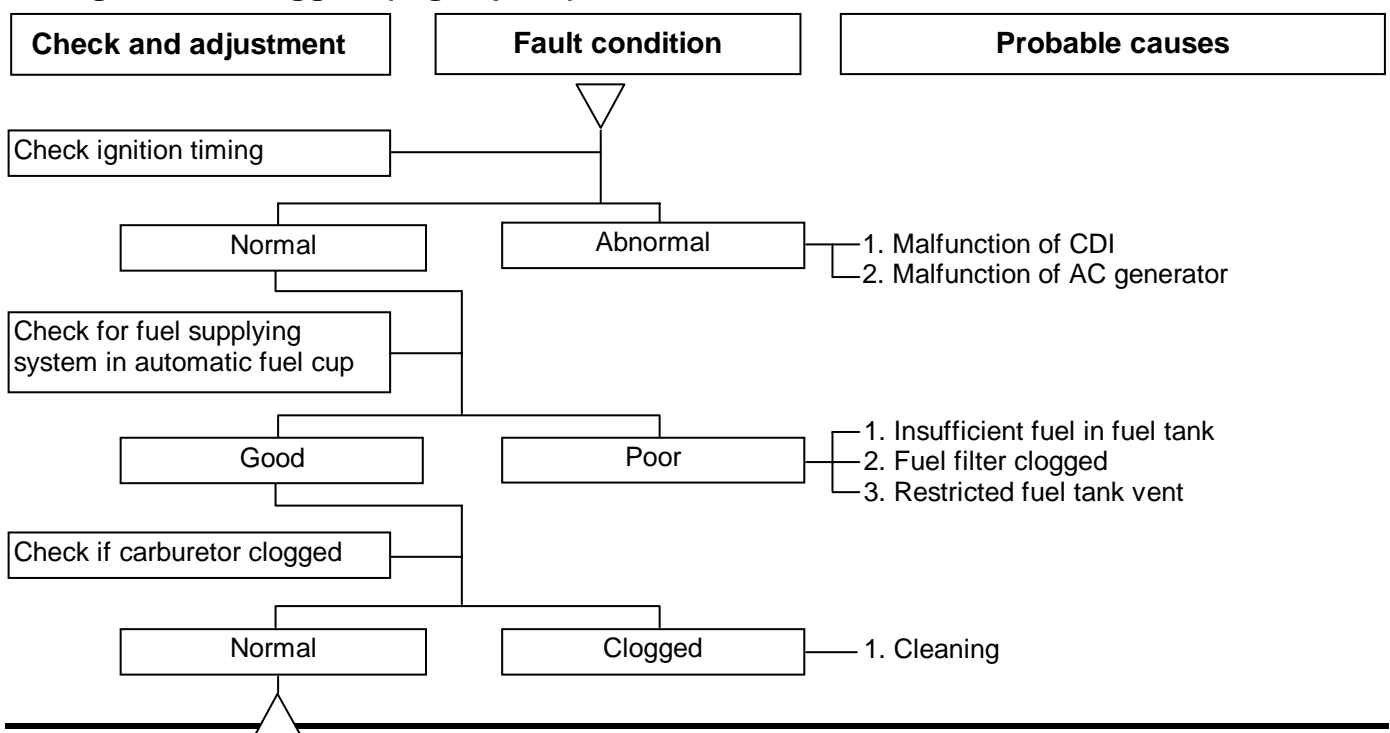 Check and adjustment
Fault condition
Probable causes
Check ignition timing
Normal
Abnormal
1. Malfunction of CDI
2. Malfunction of AC generator
Check for fuel supplying
system in automatic fuel cup
Good
Poor
1. Insufficient fuel in fuel tank
2. Fuel filter clogged
3. Restricted fuel tank vent
Check if carburetor clogged
Normal
Clogged
1. Cleaning